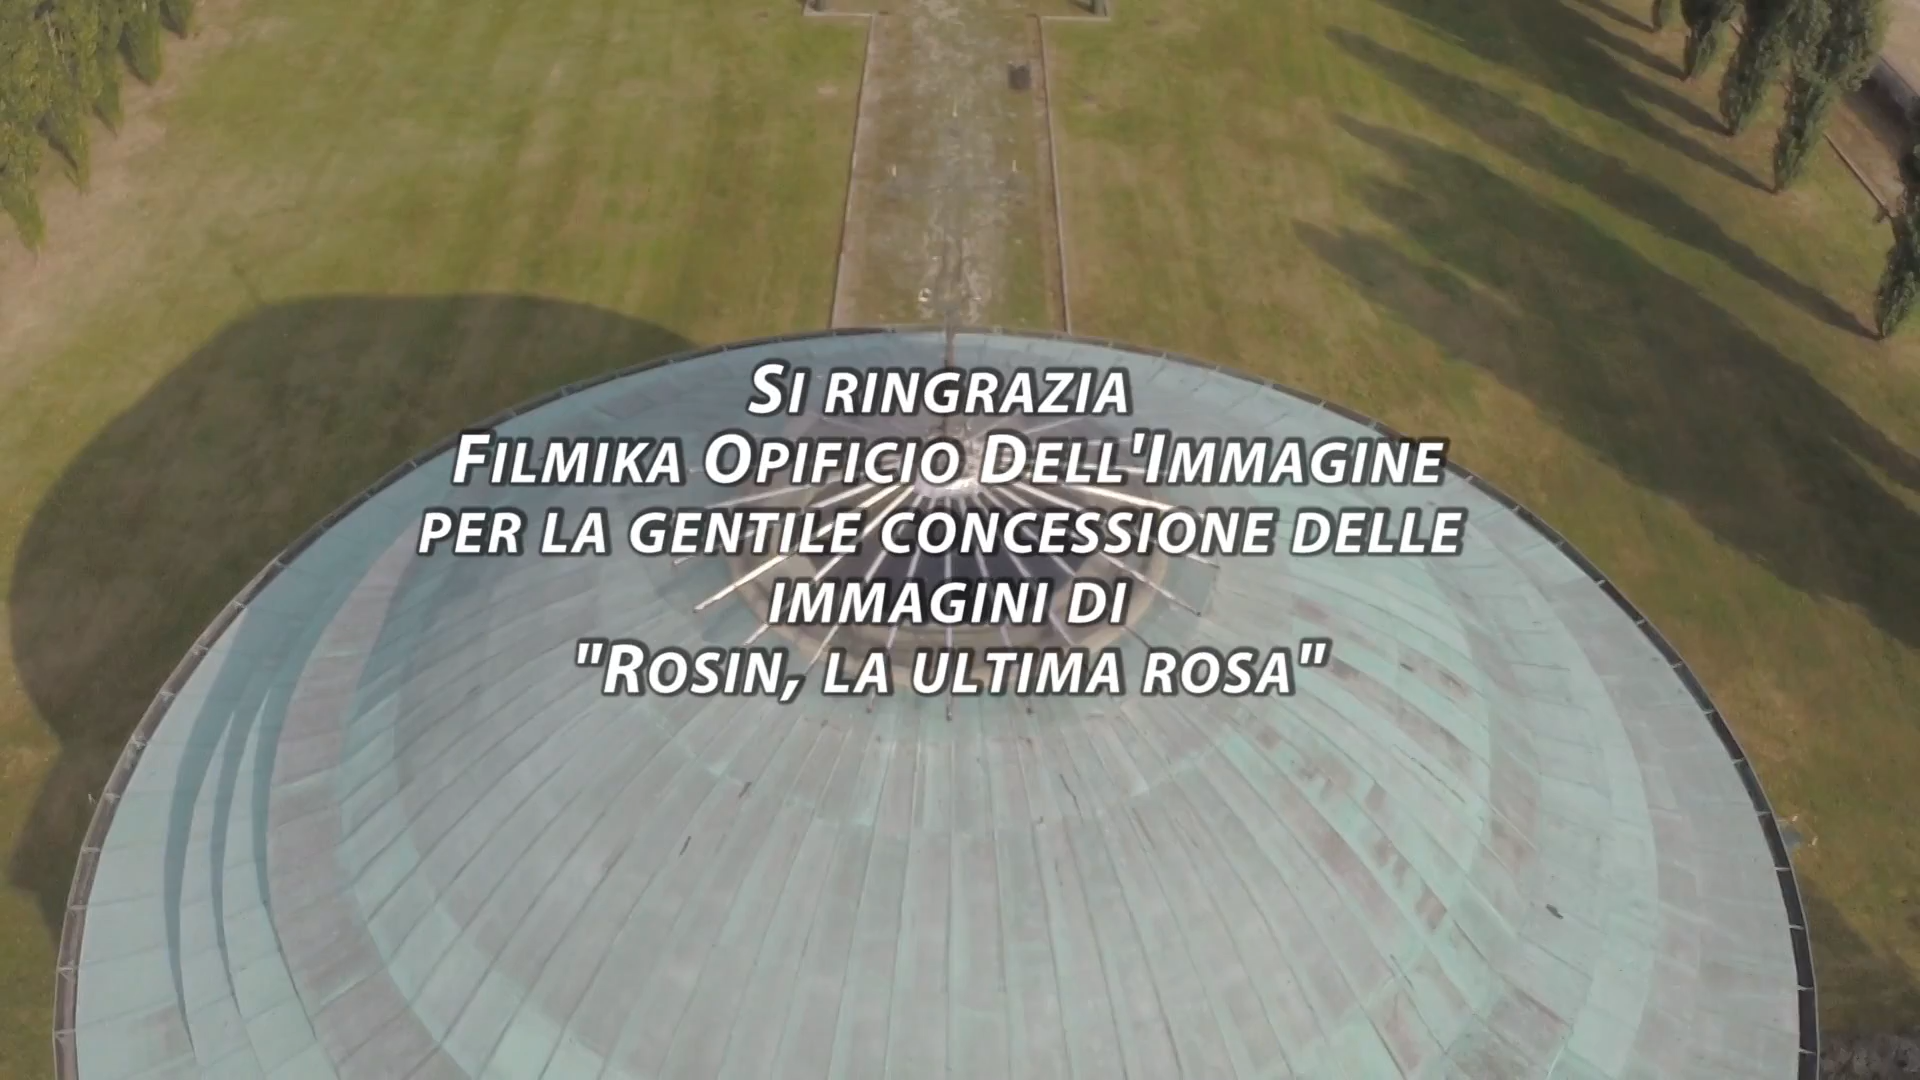 Si ringrazia
Filmika Opificio Dell'Immagine
per la gentile concessione delle
immagini di
"Rosin, la ultima rosa"